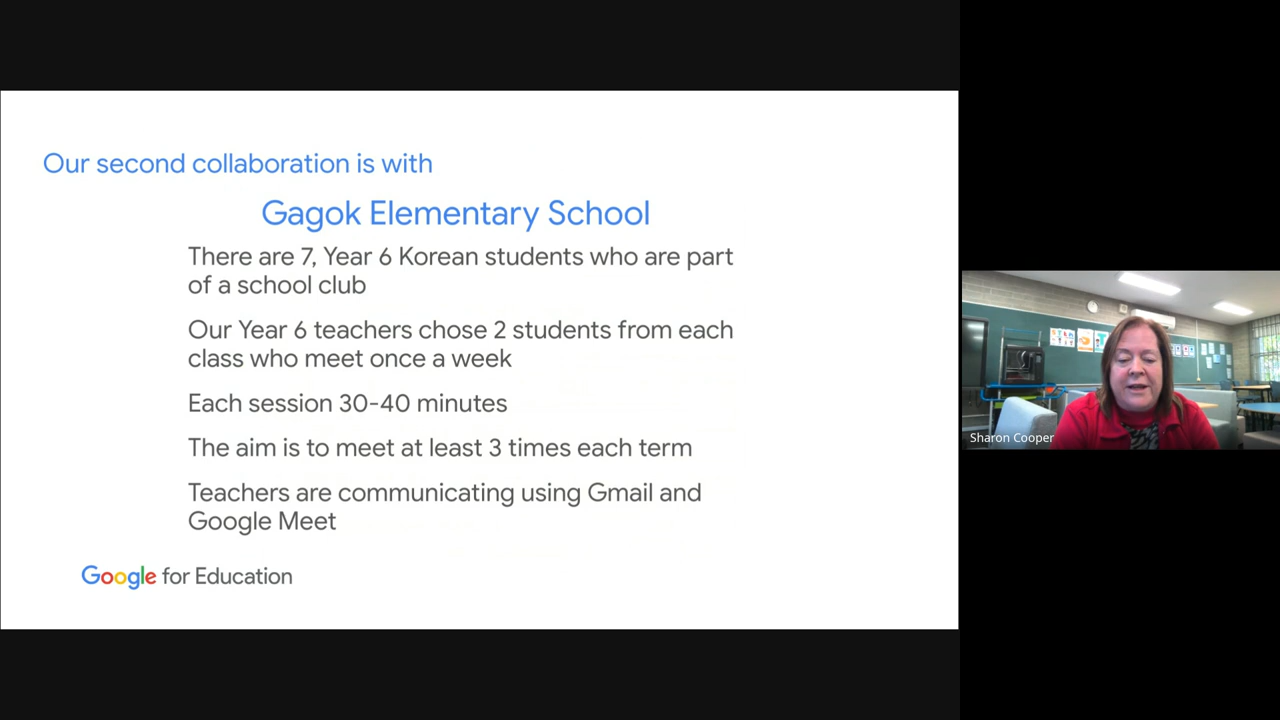 Our second collaboration is with
Gagok Elementary School
There are 7, Year 6 Korean students who are part
of a school club
Our Year 6 teachers chose 2 students from each
class who meet once a week
Each session 30-40 minutes
The aim is to meet at least 3 times each term
Teachers are communicating using Gmail and
Google Meet
Google for Education
Sharon Cooper